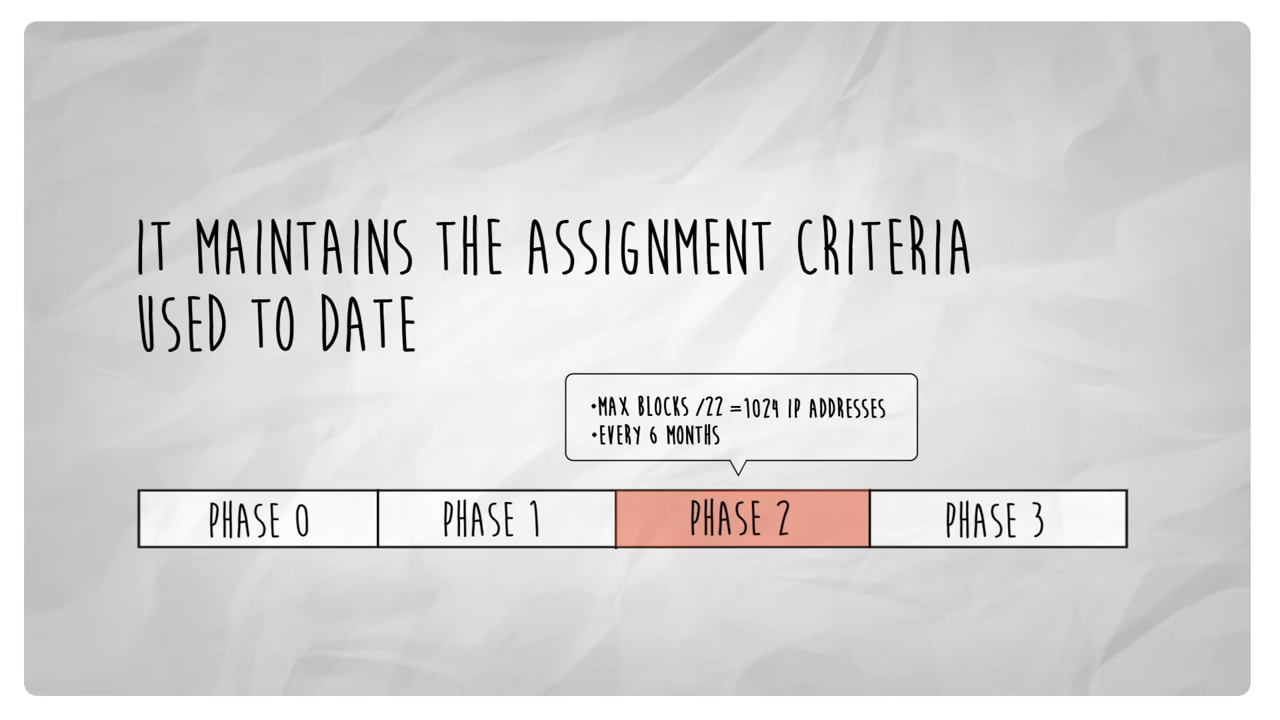 IT MAINTAINS THE ASSIGNMENT CRITERIA
USED TO DATE
•MAX BLOCKS /22 =1024 IP ADDRESSES
•EVERY 6 MONTHS
PHASE 0 PHASE 1 PHASE 2 PHASE 3